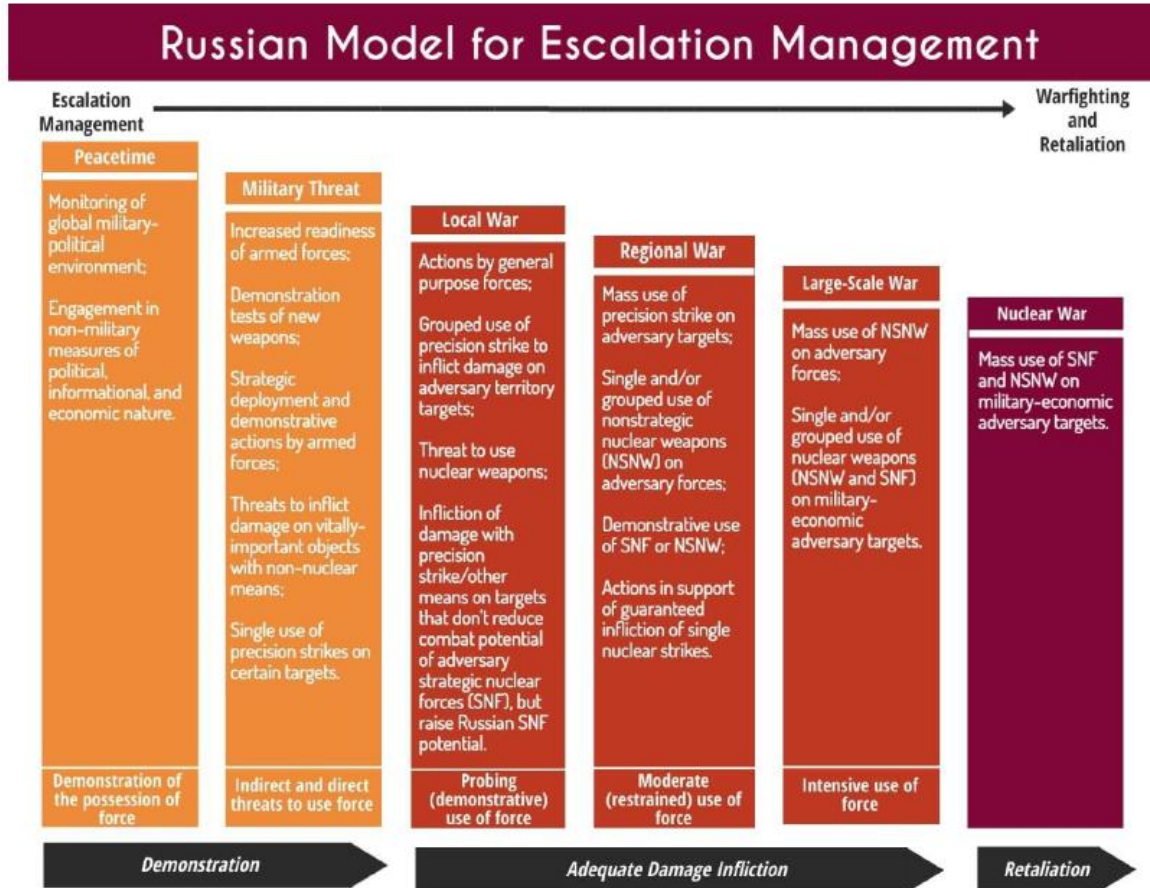 Russian Model for Escalation Management
Escalation
Management
Warfighting
and
Retaliation
Peacetime
Monitoring of
global military-
political
environment;
Engagement in
non-military
measures of
political,
informational, and
economic nature.
Demonstration of
the possession of
force
Military Threat
Increased readiness
of armed forces;
Demonstration
tests of new
weapons;
Strategic
deployment and
demonstrative
actions by armed
forces;
Threats to inflict
damage on vitally-
important objects
with non-nuclear
means;
Single use of
precision strikes on
certain targets.
Indirect and direct
threats to use force
Local War
Actions by general
purpose forces;
Grouped use of
precision strike to
inflict damage on
adversary territory
targets;
Threat to use
nuclear weapons;
Infliction of
damage with
precision
strike/other
means on targets
that don't reduce
combat potential
of adversary
strategic nuclear
forces (SNF), but
raise Russian SNF
potential.
Probing
(demonstrative)
use of force
Regional War
Mass use of
precision strike on
adversary targets;
Single and/or
grouped use of
nonstrategic
nuclear weapons
(NSNW) on
adversary forces;
Demonstrative use
of SNF or NSNW;
Actions in support
of guaranteed
infliction of single
nuclear strikes.
Moderate
(restrained) use of
force
Large-Scale War
Mass use of NSNW
on adversary
forces;
Single and/or
grouped use of
nuclear weapons
(NSNW and SNF)
on military-
economic
adversary targets.
Intensive use of
force
Nuclear War
Mass use of SNF
and NSNW on
military-economic
adversary targets.
Demonstration
Adequate Damage Infliction
Retaliation